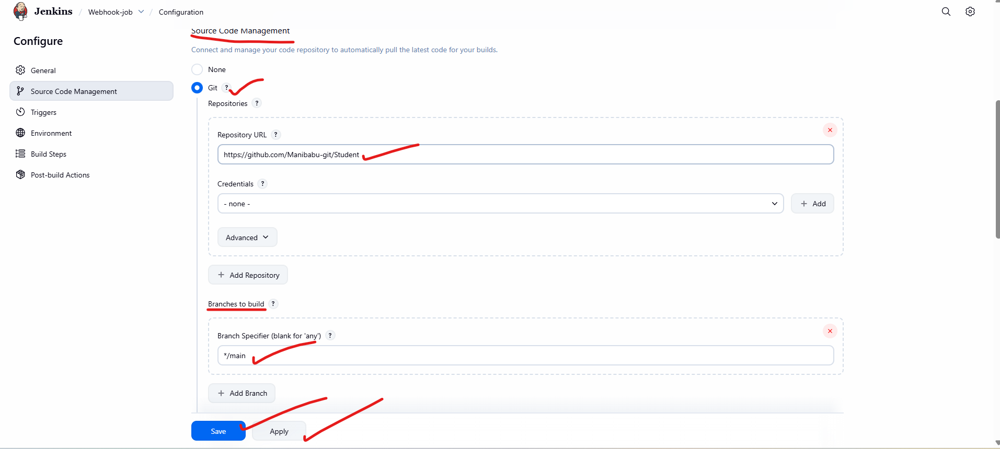 Jenkins / Webhook-job / Configuration
Configure
General
Source Code Management
Triggers
Environment
Build Steps
Post-build Actions
Source Code Management
Connect and manage your code repository to automatically pull the latest code for your builds.
None
Git ?
Repositories ?
Repository URL ?
https://github.com/Manibabu-git/Student
Credentials ?
- none -
+ Add
Advanced
+ Add Repository
Branches to build ?
Branch Specifier (blank for 'any') ?
*/main
+ Add Branch
Save
Apply